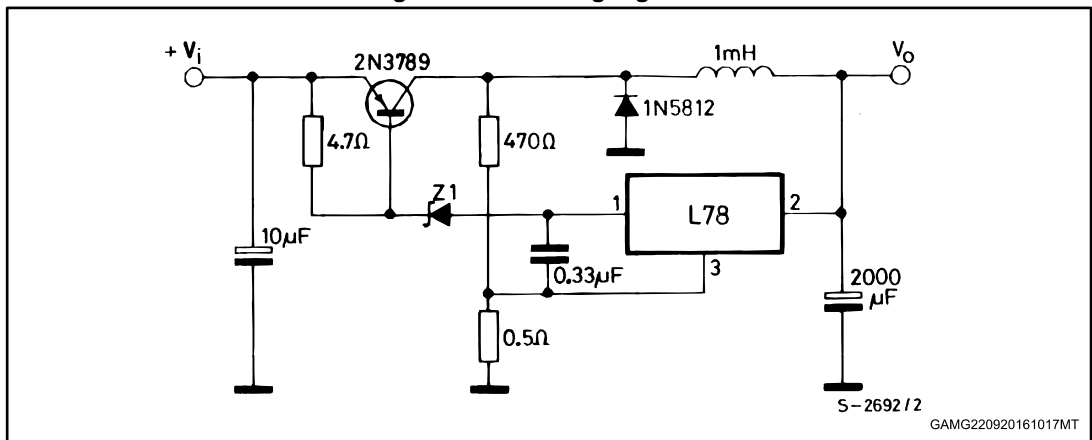 + Vi
2N3789
1mH
Vo
4.7Ω
470Ω
1N5812
Z1
1
L78
2
10µF
0.33µF
3
2000
µF
0.5Ω
S-2692/2
GAMG220920161017MT